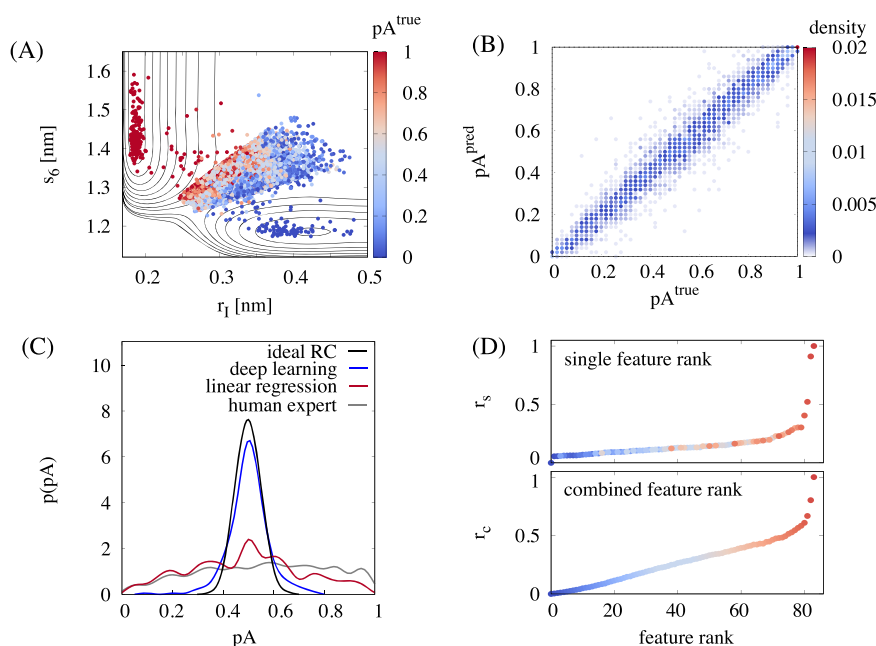 (A)
pA^true
1.6
1.5
1.4
1.3
1.2
s_6 [nm]
0.2
0.3
0.4
0.5
r_I [nm]
1
0.8
0.6
0.4
0.2
0
(B)
density
1
0.8
0.6
0.4
0.2
0
pA^pred
0
0.2
0.4
0.6
0.8
1
pA^true
0.02
0.015
0.01
0.005
0
(C)
10
8
6
4
2
0
p(pA)
ideal RC
deep learning
linear regression
human expert
0
0.2
0.4
0.6
0.8
1
pA
(D)
single feature rank
1
0.5
0
r_s
combined feature rank
1
0.5
0
r_c
0
20
40
60
80
feature rank